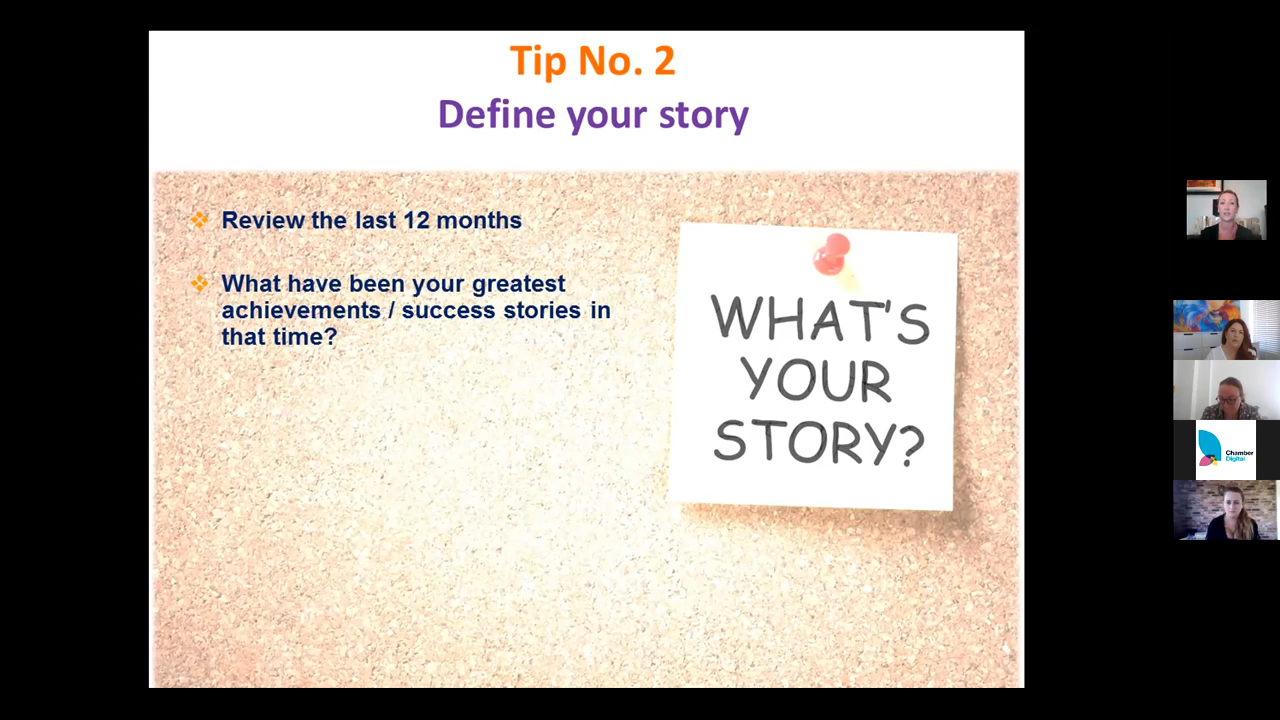 Tip No. 2
Define your story
Review the last 12 months
What have been your greatest
achievements / success stories in
that time?
WHAT'S
YOUR
STORY?
Chamber
Digital